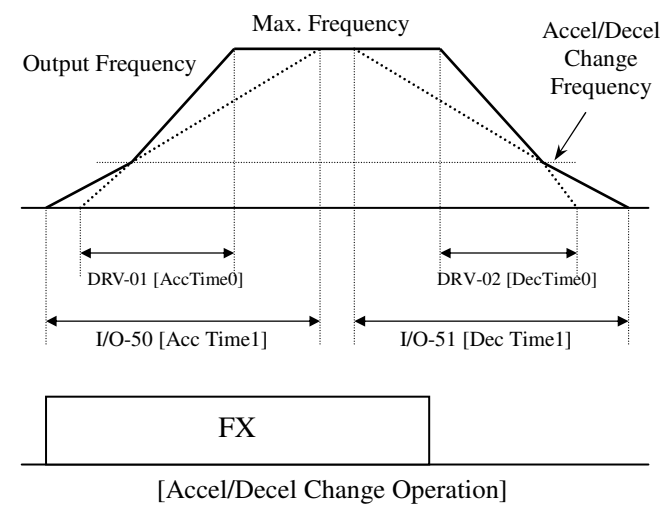 Max. Frequency
Output Frequency
Accel/Decel
Change
Frequency
DRV-01 [AccTime0]
DRV-02 [DecTime0]
I/O-50 [Acc Time1]
I/O-51 [Dec Time1]
FX
[Accel/Decel Change Operation]